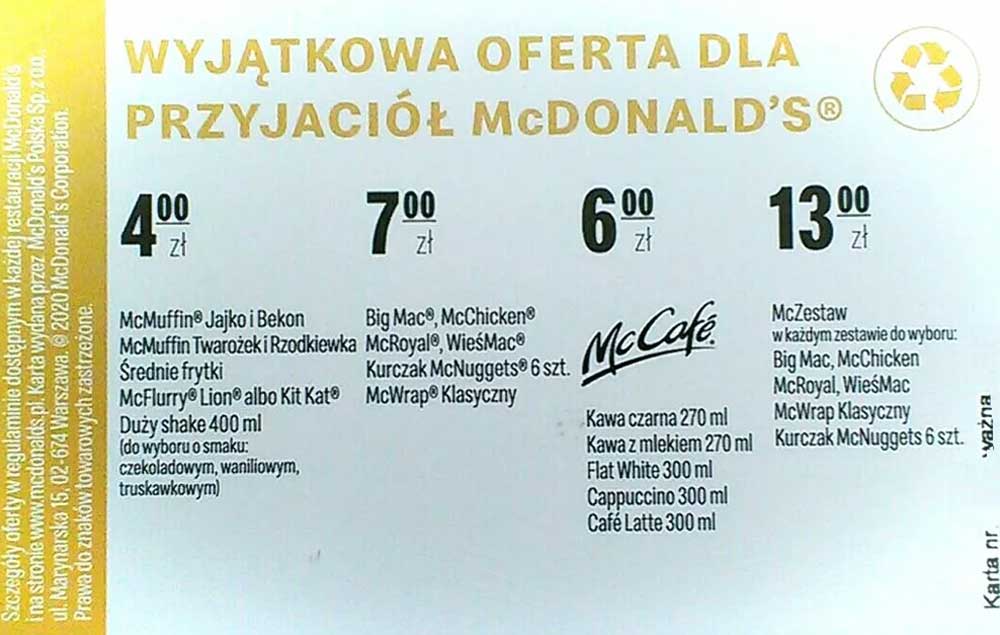 WYJĄTKOWA OFERTA DLA
PRZYJACIÓŁ McDONALD'S®
4 00 zł
McMuffin® Jajko i Bekon
McMuffin Twarożek i Rzodkiewka
Średnie frytki
McFlurry® Lion® albo Kit Kat®
Duży shake 400 ml
(do wyboru o smaku:
czekoladowym, waniliowym,
truskawkowym)
7 00 zł
Big Mac®, McChicken®
McRoyal®, WieśMac®
Kurczak McNuggets® 6 szt.
McWrap® Klasyczny
6 00 zł
McCafé®
Kawa czarna 270 ml
Kawa z mlekiem 270 ml
Flat White 300 ml
Cappuccino 300 ml
Café Latte 300 ml
13 00 zł
McZestaw
w każdym zestawie do wyboru:
Big Mac, McChicken
McRoyal, WieśMac
McWrap Klasyczny
Kurczak McNuggets 6 szt.
Szczegóły oferty w regulaminie dostępnym w każdej restauracji McDonald's
i na stronie www.mcdonalds.pl. Karta wydana przez McDonald's Polska Sp. z o.o.
ul. Marynarska 15, 02-674 Warszawa. © 2020 McDonald's Corporation.
Prawa do znaków towarowych zastrzeżone.
Karta nr